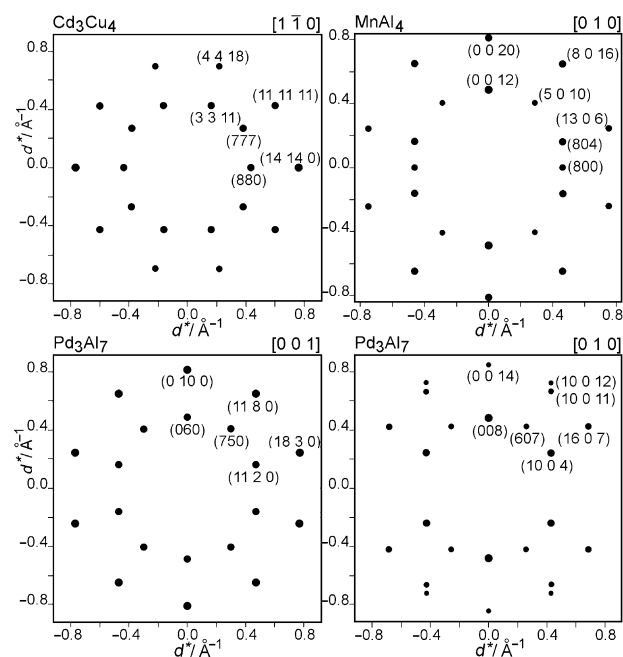 Cd3Cu4 [1 1̅ 0]
0.8
0.4
0.0
−0.4
−0.8
d*/ Å−1
(4 4 18)
(11 11 11)
(3 3 11)
(777)
(14 14 0)
(880)
−0.8 −0.4 0.0 0.4 0.8
d*/ Å−1
MnAl4 [0 1 0]
0.8
0.4
0.0
−0.4
−0.8
d*/ Å−1
(0 0 20)
(8 0 16)
(0 0 12)
(5 0 10)
(13 0 6)
(804)
(800)
−0.8 −0.4 0.0 0.4 0.8
d*/ Å−1
Pd3Al7 [0 0 1]
0.8
0.4
0.0
−0.4
−0.8
d*/ Å−1
(0 10 0)
(11 8 0)
(060)
(750)
(18 3 0)
(11 2 0)
−0.8 −0.4 0.0 0.4 0.8
d*/ Å−1
Pd3Al7 [0 1 0]
0.8
0.4
0.0
−0.4
−0.8
(0 0 14)
(10 0 12)
(10 0 11)
(008)
(607)
(16 0 7)
(10 0 4)
−0.8 −0.4 0.0 0.4 0.8
d*/ Å−1